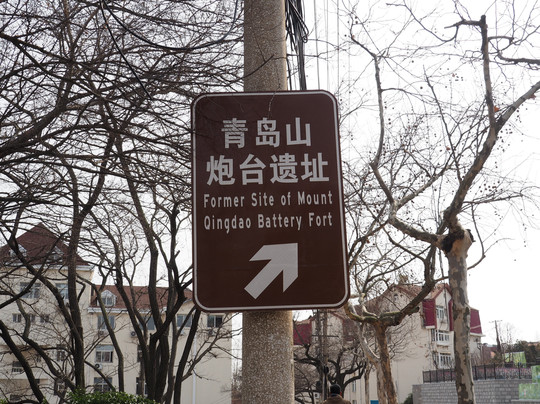 青岛山
炮台遗址
Former Site of Mount
Qingdao Battery Fort